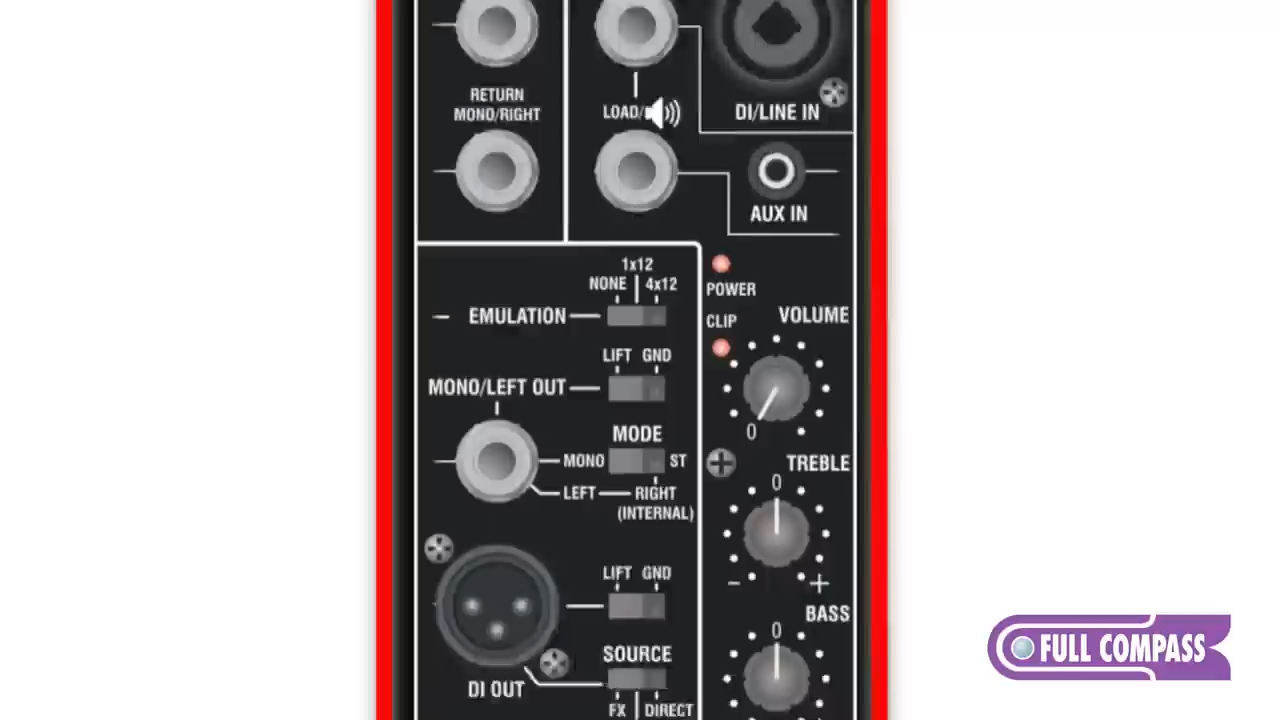 RETURN
MONO/RIGHT
LOAD/
DI/LINE IN
AUX IN
1x12
NONE
4x12
POWER
EMULATION
CLIP
VOLUME
LIFT GND
MONO/LEFT OUT
0
MODE
MONO
ST
TREBLE
0
LEFT
RIGHT
(INTERNAL)
LIFT GND
- +
BASS
0
SOURCE
DI OUT
FX
DIRECT
FULL COMPASS